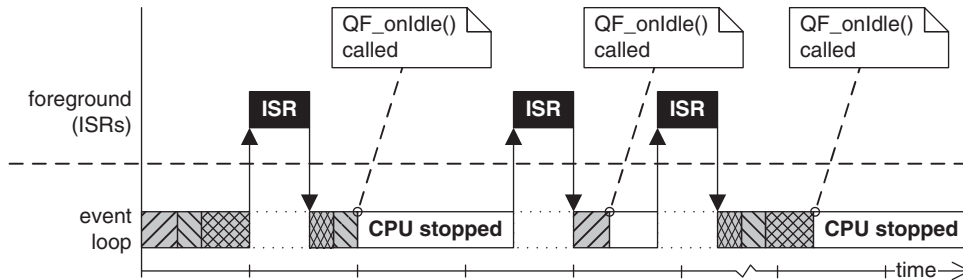 QF_onIdle()
called
QF_onIdle()
called
QF_onIdle()
called
foreground
(ISRs)
ISR
ISR
ISR
event
loop
CPU stopped
CPU stopped
time